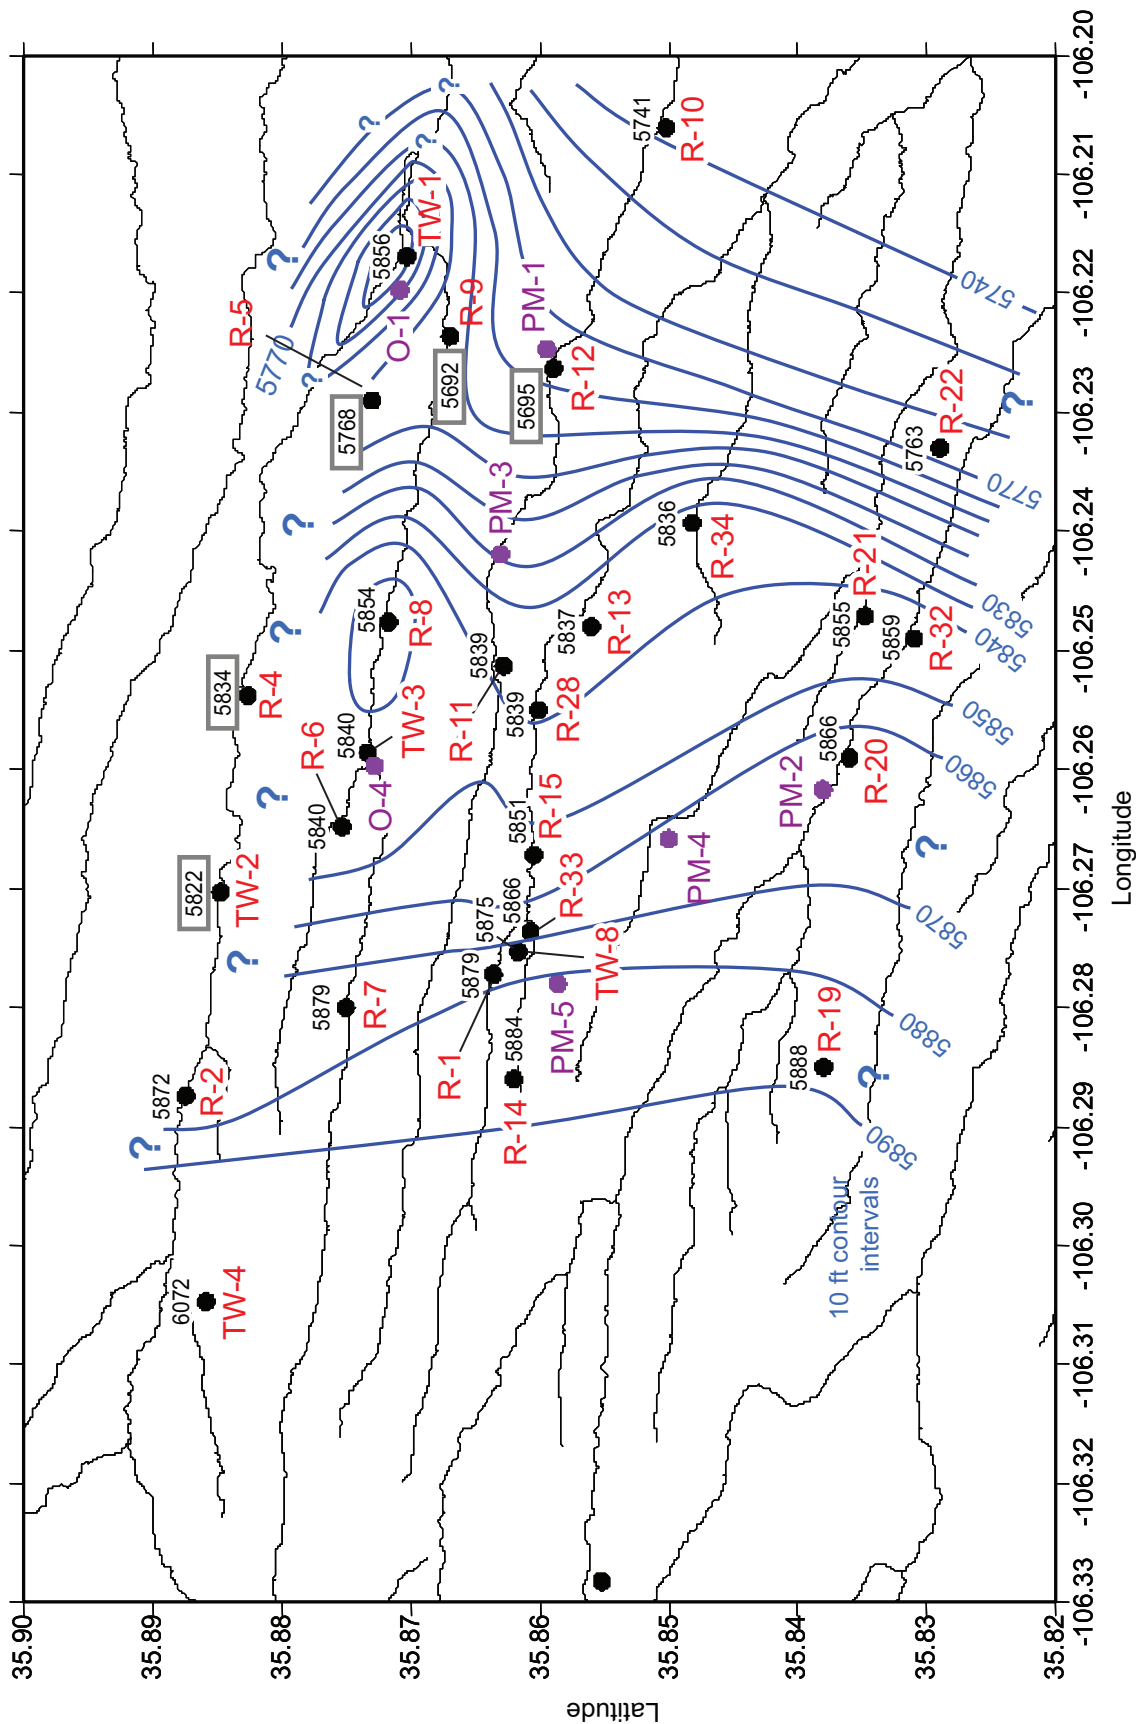 35.90
35.89
35.88
35.87
35.86
35.85
35.84
35.83
35.82
Latitude
-106.33
-106.32
-106.31
-106.30
-106.29
-106.28
-106.27
-106.26
-106.25
-106.24
-106.23
-106.22
-106.21
-106.20
Longitude
6072
TW-4
5872
R-2
5822
TW-2
5834
R-4
5879
R-7
5840
R-6
5840
TW-3
O-4
5854
R-8
5768
R-5
5770
5856
TW-1
O-1
5692
R-9
5695
R-12
PM-1
PM-3
5839
R-11
5839
R-28
5837
R-13
5836
R-34
5741
R-10
5851
R-15
5866
R-33
5875
TW-8
5879
R-1
5884
R-14
PM-5
PM-4
PM-2
5866
R-20
5855
R-21
5859
R-32
5763
R-22
5888
R-19
5890
5880
5870
5860
5850
5840
5830
5770
5740
10 ft contour
intervals
?
?
?
?
?
?
?
?
?
?
?
?
?